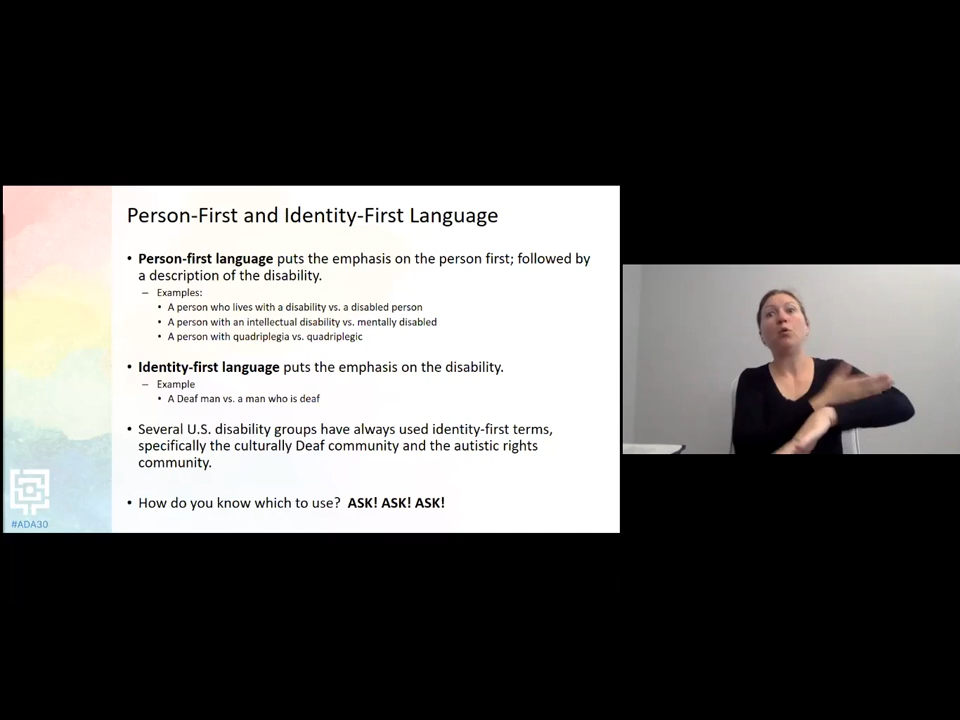 Person-First and Identity-First Language
• Person-first language puts the emphasis on the person first; followed by
a description of the disability.
– Examples:
• A person who lives with a disability vs. a disabled person
• A person with an intellectual disability vs. mentally disabled
• A person with quadriplegia vs. quadriplegic
• Identity-first language puts the emphasis on the disability.
– Example
• A Deaf man vs. a man who is deaf
• Several U.S. disability groups have always used identity-first terms,
specifically the culturally Deaf community and the autistic rights
community.
• How do you know which to use? ASK! ASK! ASK!
#ADA30